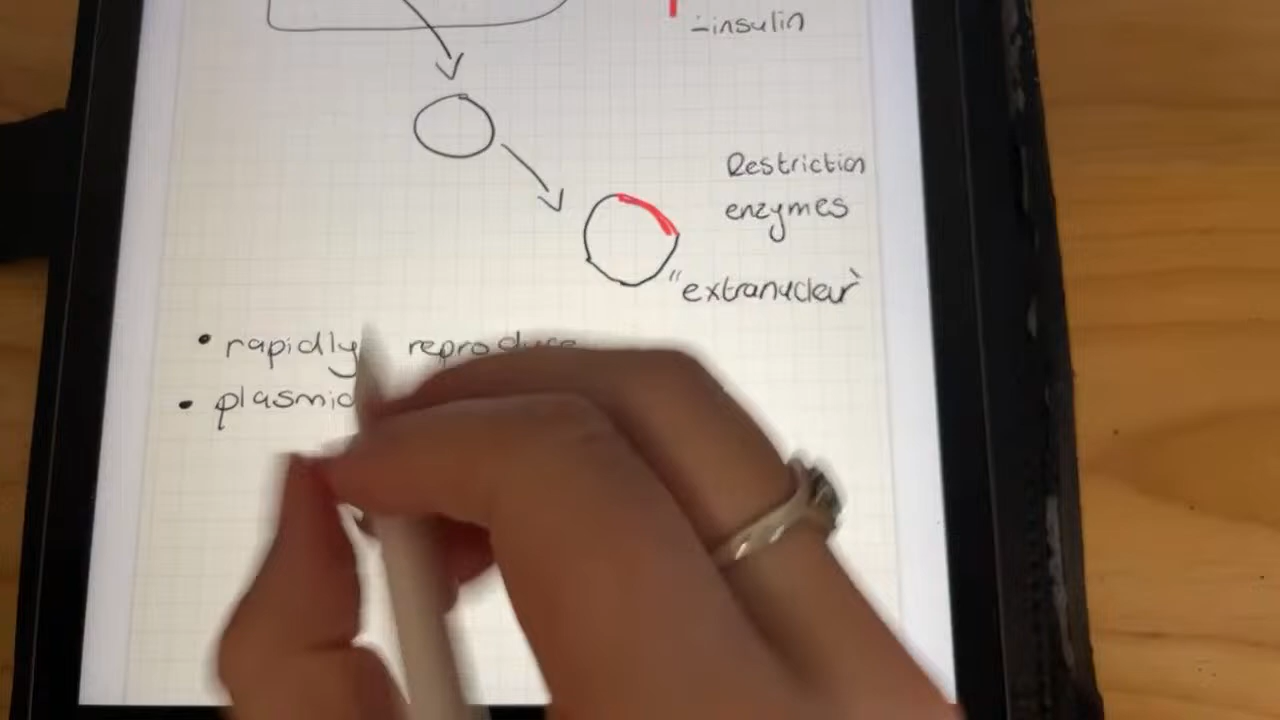 -insulin
Restriction
enzymes
"extranuclear"
• rapidly reproduce
• plasmid